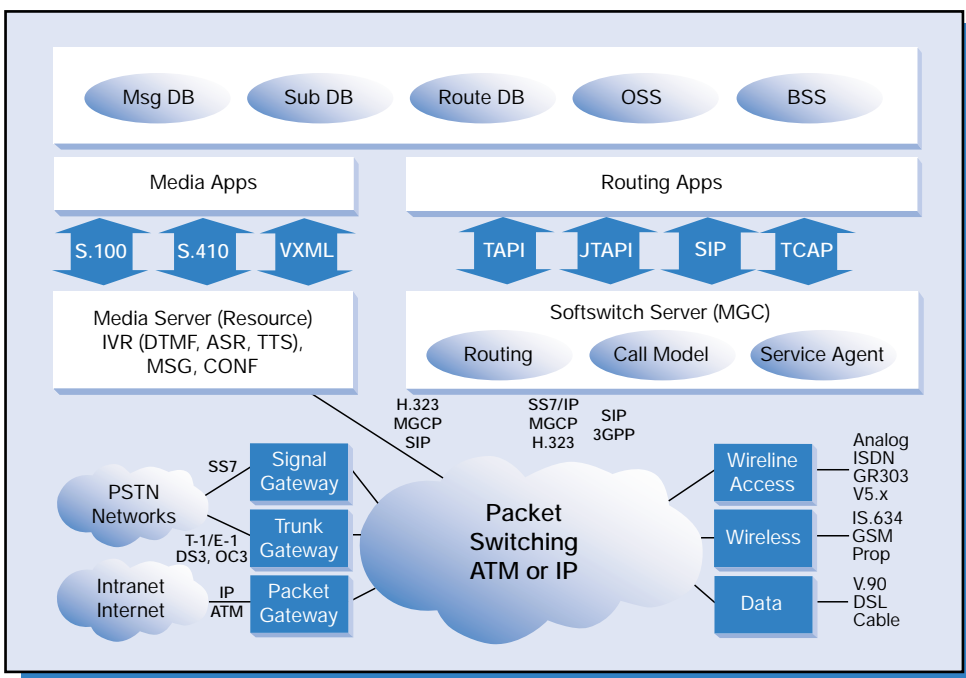 Msg DB
Sub DB
Route DB
OSS
BSS
Media Apps
Routing Apps
S.100
S.410
VXML
TAPI
JTAPI
SIP
TCAP
Media Server (Resource)
IVR (DTMF, ASR, TTS),
MSG, CONF
Softswitch Server (MGC)
Routing
Call Model
Service Agent
H.323
MGCP
SIP
SS7/IP
MGCP
H.323
SIP
3GPP
PSTN
Networks
SS7
Signal
Gateway
T-1/E-1
DS3, OC3
Trunk
Gateway
Intranet
Internet
IP
ATM
Packet
Gateway
Packet
Switching
ATM or IP
Wireline
Access
Analog
ISDN
GR303
V5.x
Wireless
IS.634
GSM
Prop
Data
V.90
DSL
Cable